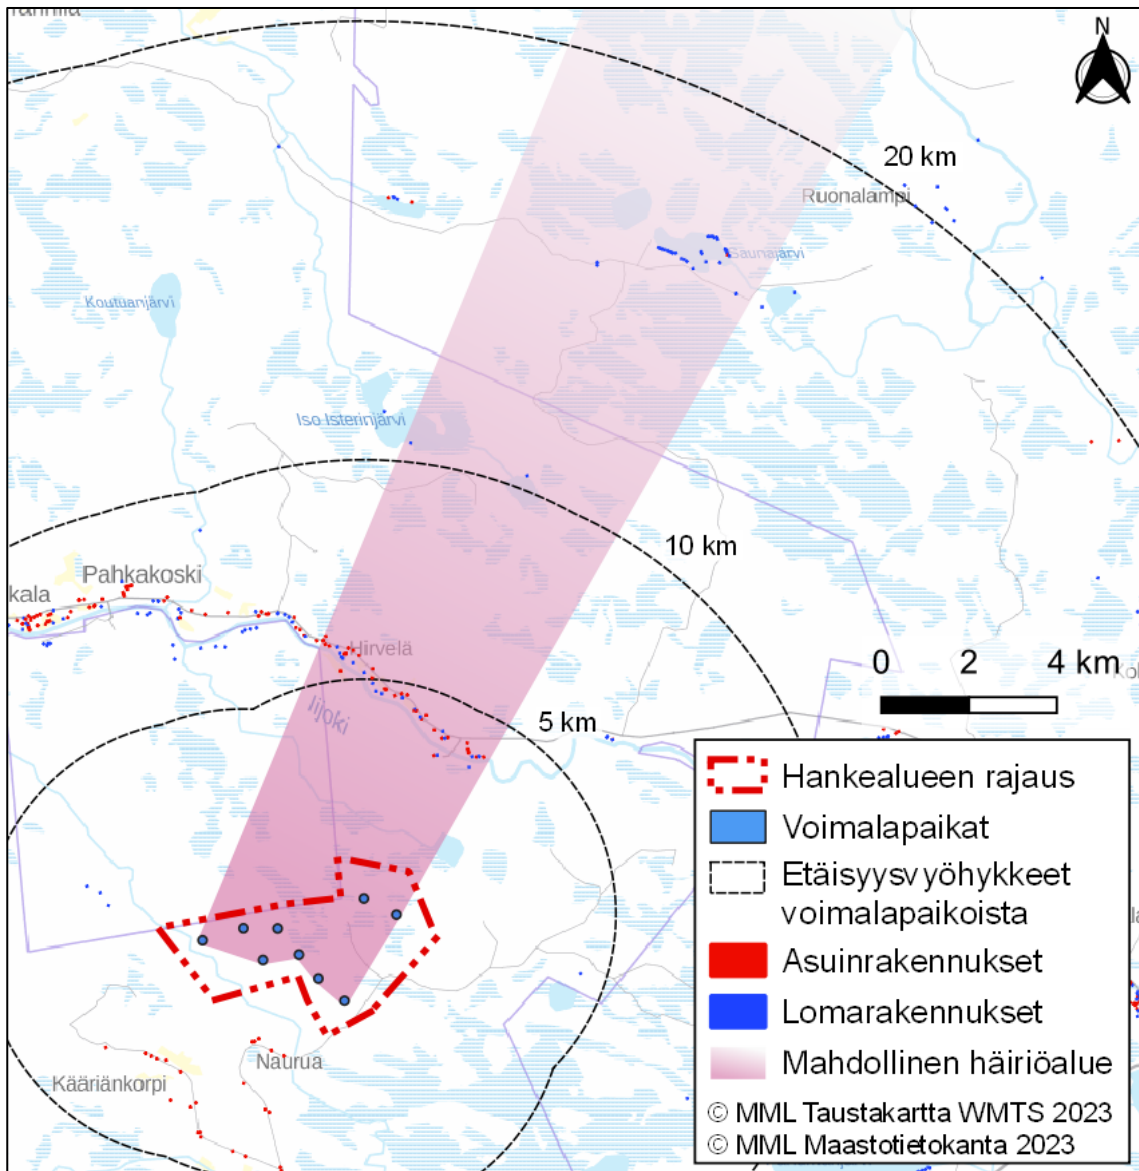 N
20 km
Ruonalampi
Saunajärvi
Koutuanjärvi
Iso Isterinjärvi
10 km
Pahkakoski
kala
Hirvelä
0 2 4 km
Iijoki
5 km
Hankealueen rajaus
Voimalapaikat
Etäisyysvyöhykkeet
voimalapaikoista
Asuinrakennukset
Lomarakennukset
Mahdollinen häiriöalue
© MML Taustakartta WMTS 2023
© MML Maastotietokanta 2023
Naurua
Kääriänkorpi